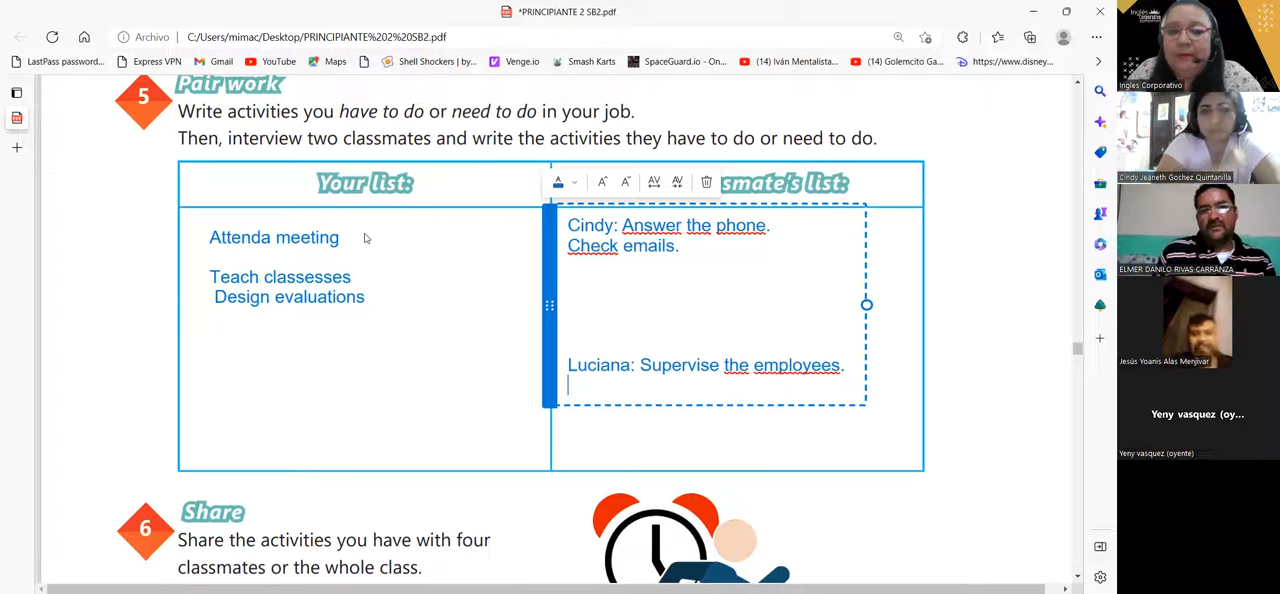 *PRINCIPIANTE 2 SB2.pdf
Archivo C:/Users/mimac/Desktop/PRINCIPIANTE%202%20SB2.pdf
LastPass password... Express VPN Gmail YouTube Maps Shell Shockers | by... Venge.io Smash Karts SpaceGuard.io - On... (14) Iván Mentalista... (14) Golemcito Ga... https://www.disney...
5 Pair work
Write activities you have to do or need to do in your job.
Then, interview two classmates and write the activities they have to do or need to do.
Your list: smate's list:
Attenda meeting
Teach classesses
Design evaluations
Cindy: Answer the phone.
Check emails.
Luciana: Supervise the employees.
6 Share
Share the activities you have with four
classmates or the whole class.
Inglés
Corporativo
Ingles Corporativo
Cindy Jeaneth Gochez Quintanilla
ELMER DANILO RIVAS CARRANZA
Jesús Yoanis Alas Menjivar
Yeny vasquez (oy...
Yeny vasquez (oyente)